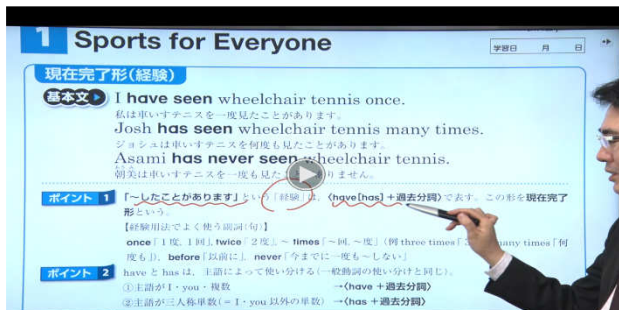 1 Sports for Everyone
学習日 月 日
現在完了形(経験)
基本文 I have seen wheelchair tennis once.
私は車いすテニスを一度見たことがあります。
Josh has seen wheelchair tennis many times.
ジョシュは車いすテニスを何度も見たことがあります。
Asami has never seen wheelchair tennis.
朝美は車いすテニスを一度も見たことがありません。
ポイント 1 「~したことがあります」という「経験」は,〈have[has]+過去分詞〉で表す。この形を現在完了
形という。
【経験用法でよく使う副詞(句)】
once「1度, 1回」, twice「2度」, ~ times「~回, ~度」(例 three times many times「何
度も」), before「以前に」, never「今までに一度も~しない」
ポイント 2 have と has は, 主語によって使い分ける(一般動詞の使い分けと同じ)。
①主語が I・you・複数 →〈have +過去分詞〉
②主語が三人称単数(= I・you 以外の単数) →〈has +過去分詞〉